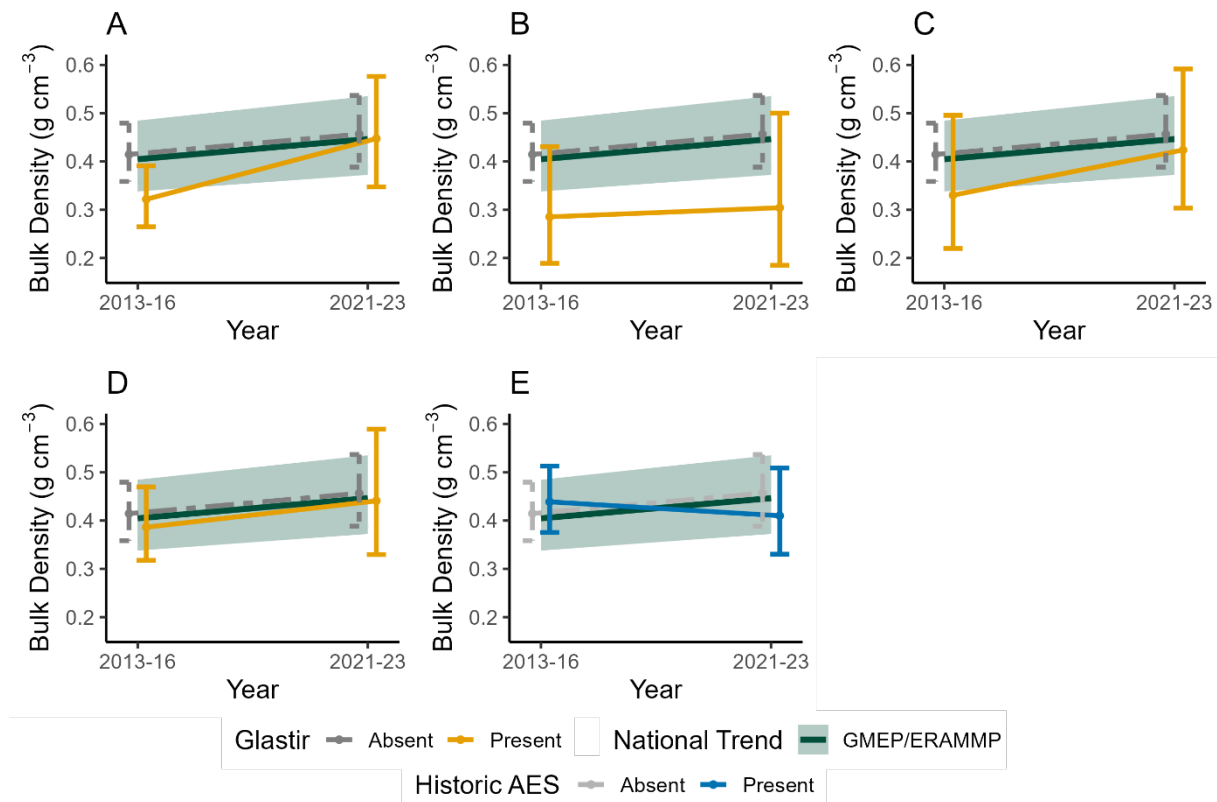 A
B
C
Bulk Density (g cm⁻³)
0.6
0.5
0.4
0.3
0.2
2013-16
2021-23
Year
Bulk Density (g cm⁻³)
0.6
0.5
0.4
0.3
0.2
2013-16
2021-23
Year
Bulk Density (g cm⁻³)
0.6
0.5
0.4
0.3
0.2
2013-16
2021-23
Year
D
E
Bulk Density (g cm⁻³)
0.6
0.5
0.4
0.3
0.2
2013-16
2021-23
Year
Bulk Density (g cm⁻³)
0.6
0.5
0.4
0.3
0.2
2013-16
2021-23
Year
Glastir Absent Present National Trend GMEP/ERAMMP
Historic AES Absent Present